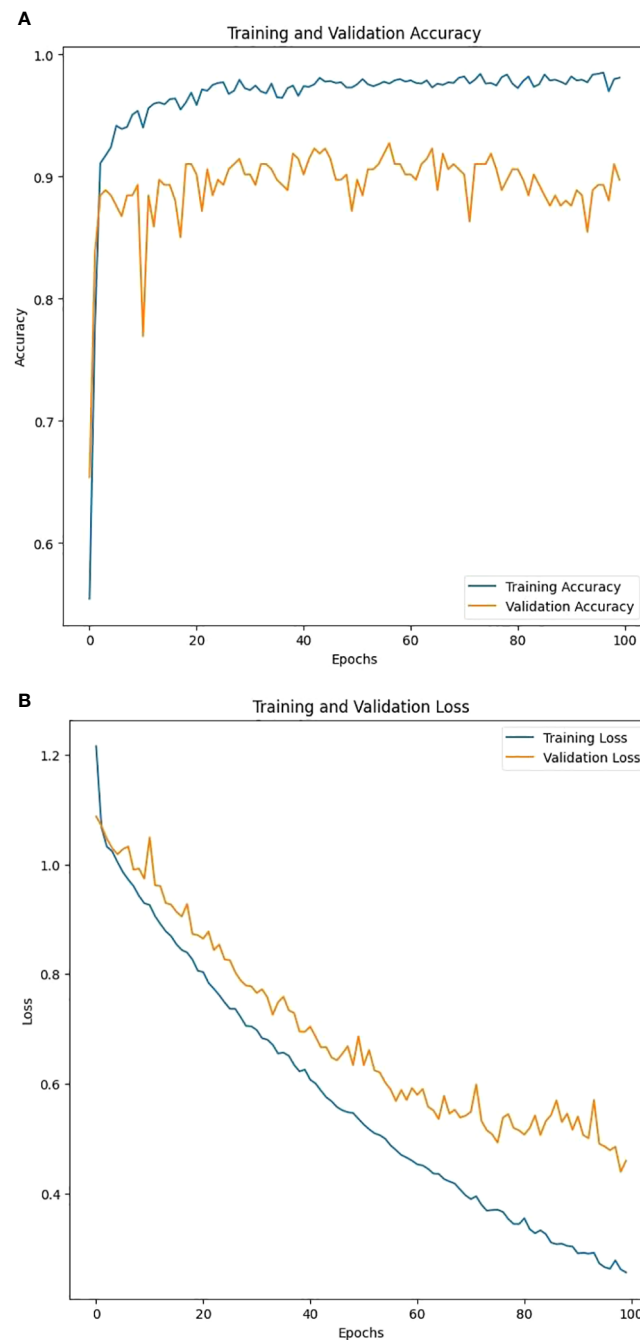 A
Training and Validation Accuracy
1.0
0.9
0.8
0.7
0.6
Accuracy
Training Accuracy
Validation Accuracy
0 20 40 60 80 100
Epochs
B
Training and Validation Loss
1.2
1.0
0.8
0.6
0.4
Loss
Training Loss
Validation Loss
0 20 40 60 80 100
Epochs